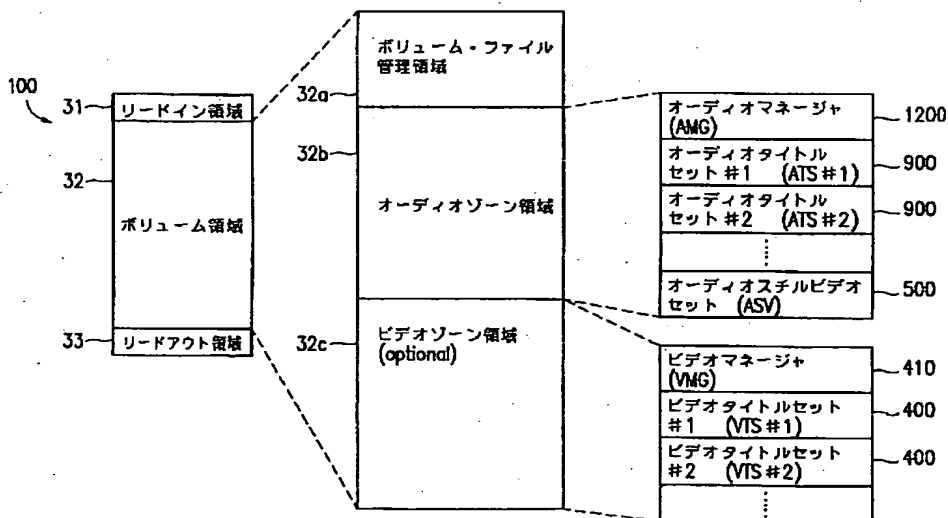 100
31
リードイン領域
32
ボリューム領域
33
リードアウト領域
32a
ボリューム・ファイル
管理領域
32b
オーディオゾーン領域
32c
ビデオゾーン領域
(optional)
オーディオマネージャ
(AMG)
1200
オーディオタイトル
セット#1 (ATS#1)
900
オーディオタイトル
セット#2 (ATS#2)
900
オーディオスチルビデオ
セット (ASV)
500
ビデオマネージャ
(VMG)
410
ビデオタイトルセット
#1 (VTS#1)
400
ビデオタイトルセット
#2 (VTS#2)
400